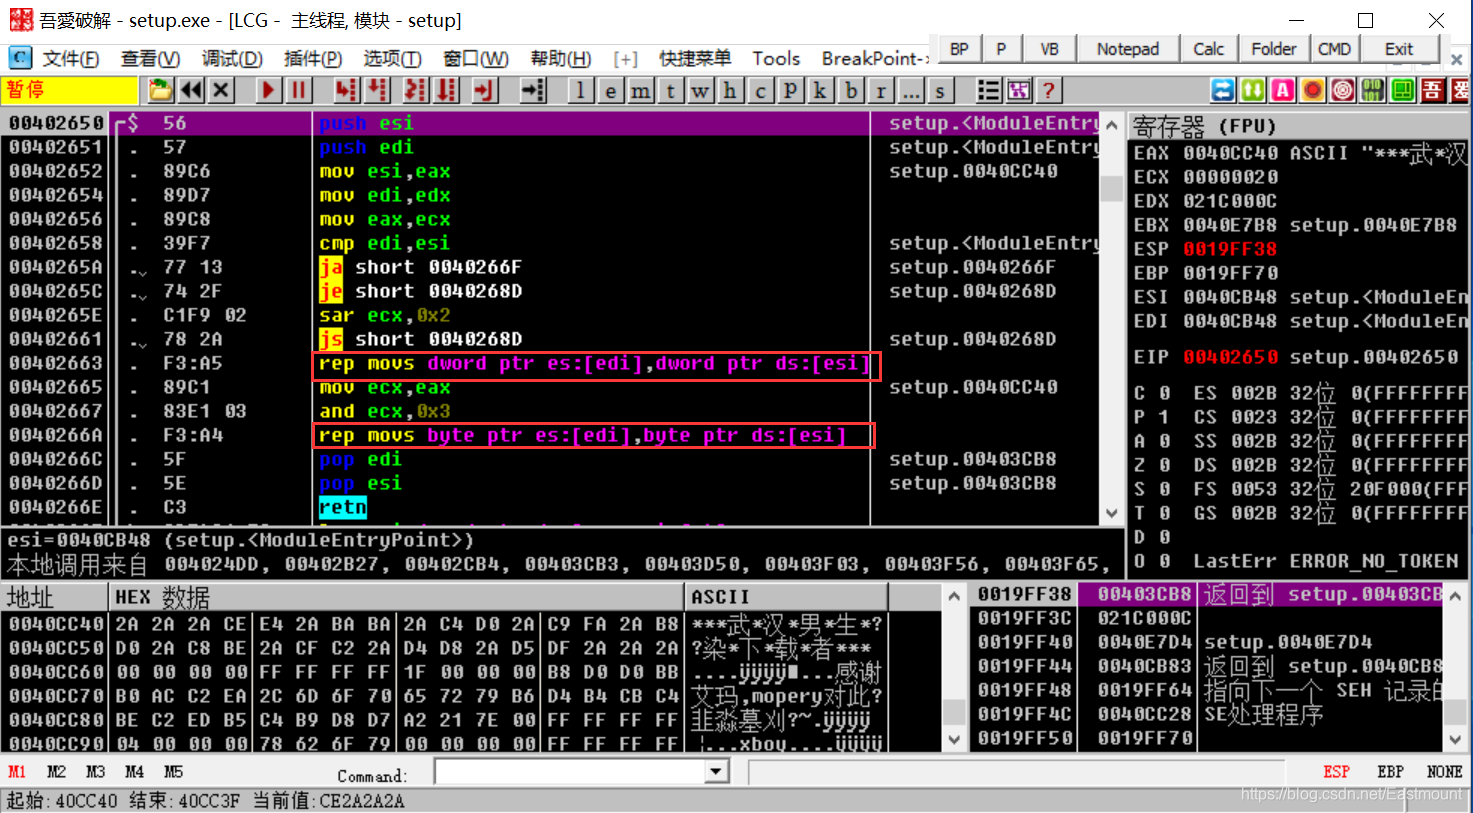 吾愛破解 - setup.exe - [LCG - 主线程, 模块 - setup]
文件(F) 查看(V) 调试(D) 插件(P) 选项(T) 窗口(W) 帮助(H) [+] 快捷菜单 Tools BreakPoint->
BP P VB Notepad Calc Folder CMD Exit
暂停 l e m t w h c P k b r ... s ?
00402650 $ 56 push esi setup.<ModuleEntry
00402651 . 57 push edi setup.<ModuleEntry
00402652 . 89C6 mov esi,eax setup.0040CC40
00402654 . 89D7 mov edi,edx
00402656 . 89C8 mov eax,ecx
00402658 . 39F7 cmp edi,esi setup.<ModuleEntry
0040265A . 77 13 ja short 0040266F setup.0040266F
0040265C . 74 2F je short 0040268D setup.0040268D
0040265E . C1F9 02 sar ecx,0x2
00402661 . 78 2A js short 0040268D setup.0040268D
00402663 . F3:A5 rep movs dword ptr es:[edi],dword ptr ds:[esi]
00402665 . 89C1 mov ecx,eax setup.0040CC40
00402667 . 83E1 03 and ecx,0x3
0040266A . F3:A4 rep movs byte ptr es:[edi],byte ptr ds:[esi]
0040266C . 5F pop edi setup.00403CB8
0040266D . 5E pop esi setup.00403CB8
0040266E . C3 retn
esi=0040CB48 (setup.<ModuleEntryPoint>)
本地调用来自 004024DD, 00402B27, 00402CB4, 00403CB3, 00403D50, 00403F03, 00403F56, 00403F65,
寄存器 (FPU)
EAX 0040CC40 ASCII "***武*汉
ECX 00000020
EDX 021C000C
EBX 0040E7B8 setup.0040E7B8
ESP 0019FF38
EBP 0019FF70
ESI 0040CB48 setup.<ModuleEn
EDI 0040CB48 setup.<ModuleEn
EIP 00402650 setup.00402650
C 0 ES 002B 32位 0(FFFFFFFF
P 1 CS 0023 32位 0(FFFFFFFF
A 0 SS 002B 32位 0(FFFFFFFF
Z 0 DS 002B 32位 0(FFFFFFFF
S 0 FS 0053 32位 20F000(FFF
T 0 GS 002B 32位 0(FFFFFFFF
D 0
O 0 LastErr ERROR_NO_TOKEN
地址 HEX 数据 ASCII
0040CC40 2A 2A 2A CE E4 2A BA BA 2A C4 D0 2A C9 FA 2A B8 ***武*汉*男*生*?
0040CC50 D0 2A C8 BE 2A CF C2 2A D4 D8 2A D5 DF 2A 2A 2A ?染*下*载*者***
0040CC60 00 00 00 00 FF FF FF FF 1F 00 00 00 B8 D0 D0 BB ....ÿÿÿÿ■...感谢
0040CC70 B0 AC C2 EA 2C 6D 6F 70 65 72 79 B6 D4 B4 CB C4 艾玛,mopery对此?
0040CC80 BE C2 ED B5 C4 B9 D8 D7 A2 21 7E 00 FF FF FF FF 韭淼墓刈?~.ÿÿÿÿ
0040CC90 04 00 00 00 78 62 6F 79 00 00 00 00 FF FF FF FF ¦...xboy....ÿÿÿÿ
0019FF38 00403CB8 返回到 setup.00403CB
0019FF3C 021C000C
0019FF40 0040E7D4 setup.0040E7D4
0019FF44 0040CB83 返回到 setup.0040CB8
0019FF48 0019FF64 指向下一个 SEH 记录的
0019FF4C 0040CC28 SE处理程序
0019FF50 0019FF70
M1 M2 M3 M4 M5 Command: ESP EBP NONE
起始:40CC40 结束:40CC3F 当前值:CE2A2A2A
https://blog.csdn.net/Eastmount